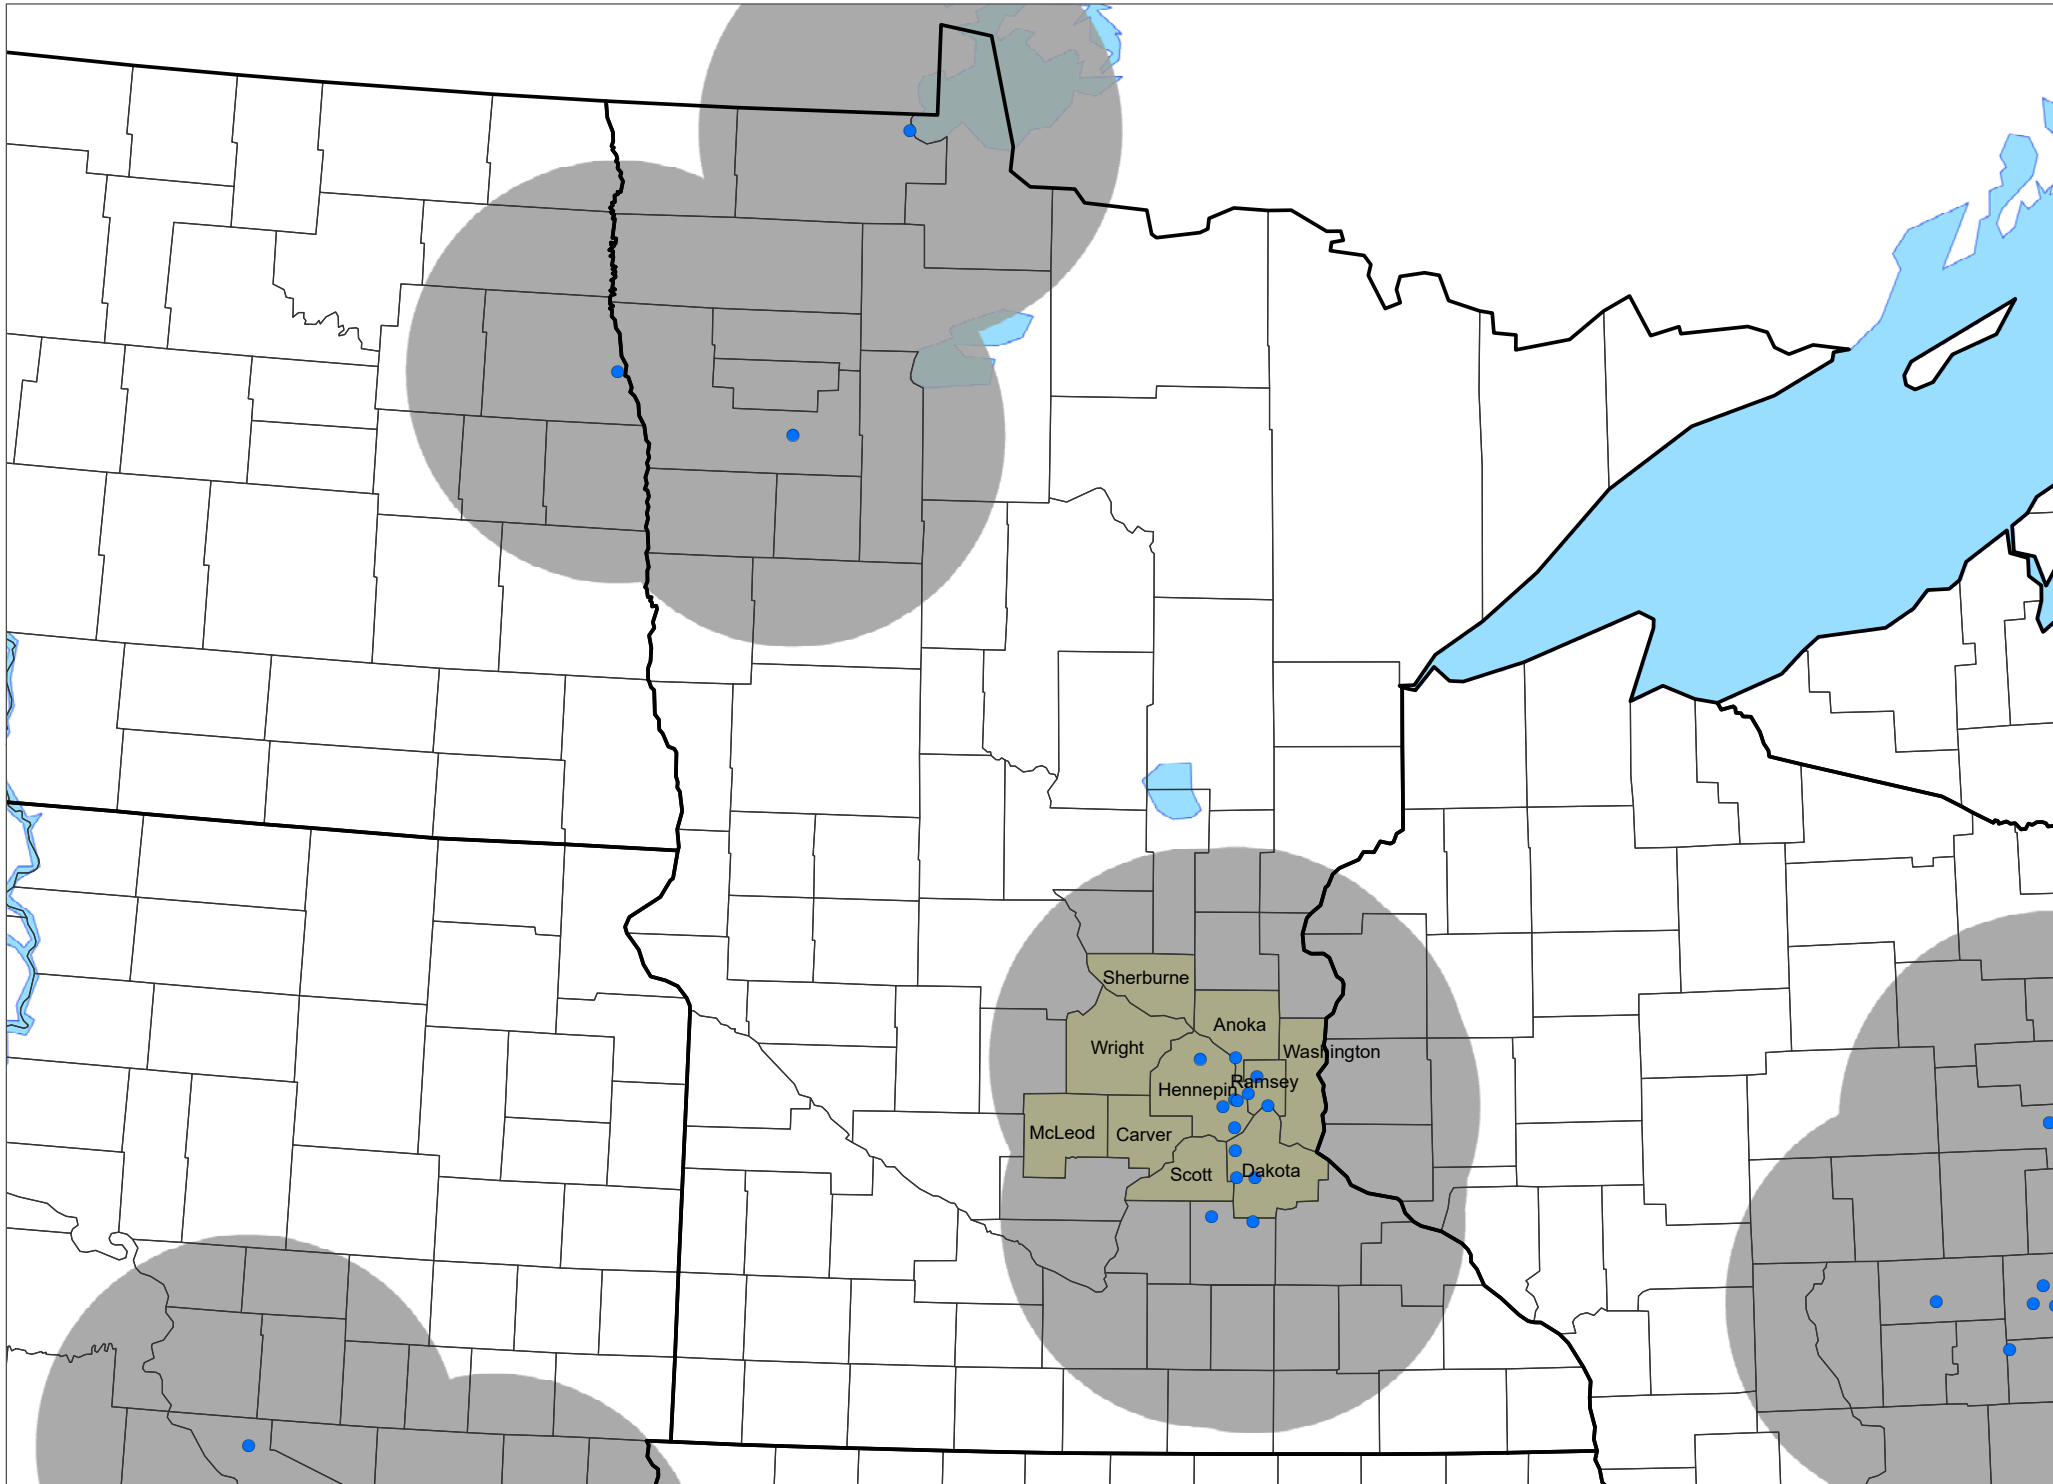 Sherburne
Anoka
Wright
Washington
Ramsey
Hennepin
McLeod
Carver
Scott
Dakota